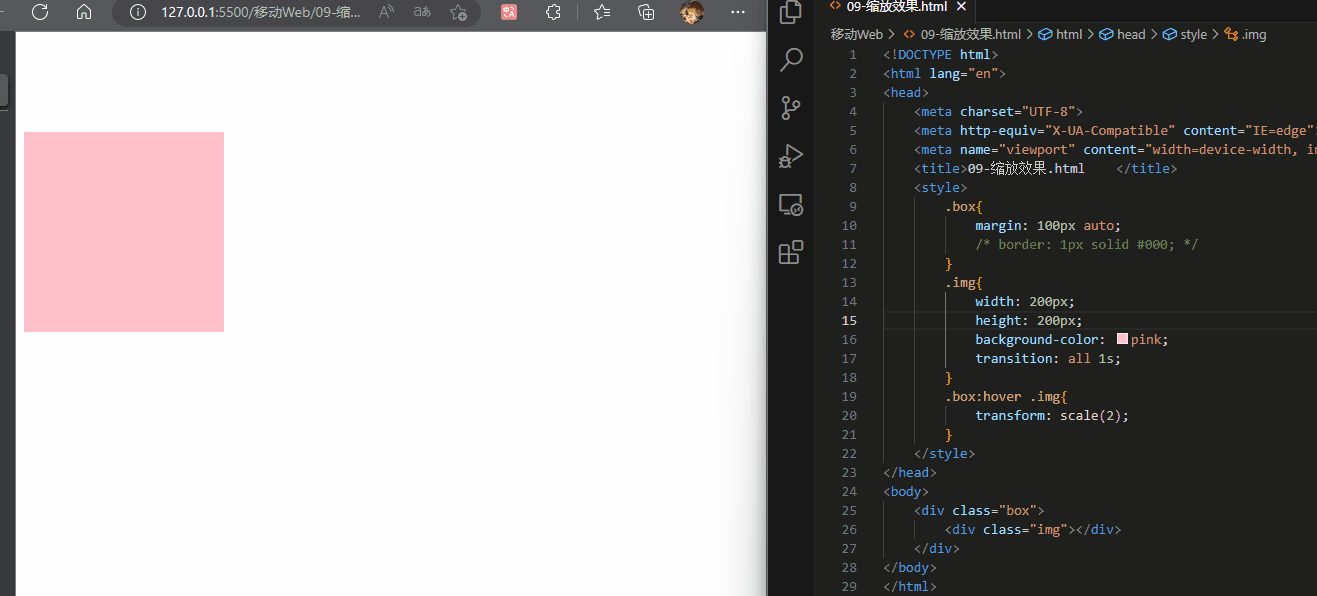 127.0.0.1:5500/移动Web/09-缩...
09-缩放效果.html
移动Web > 09-缩放效果.html > html > head > style > .img
1 <!DOCTYPE html>
2 <html lang="en">
3 <head>
4 <meta charset="UTF-8">
5 <meta http-equiv="X-UA-Compatible" content="IE=edge"
6 <meta name="viewport" content="width=device-width, in
7 <title>09-缩放效果.html    </title>
8 <style>
9 .box{
10 margin: 100px auto;
11 /* border: 1px solid #000; */
12 }
13 .img{
14 width: 200px;
15 height: 200px;
16 background-color: pink;
17 transition: all 1s;
18 }
19 .box:hover .img{
20 transform: scale(2);
21 }
22 </style>
23 </head>
24 <body>
25 <div class="box">
26 <div class="img"></div>
27 </div>
28 </body>
29 </html>